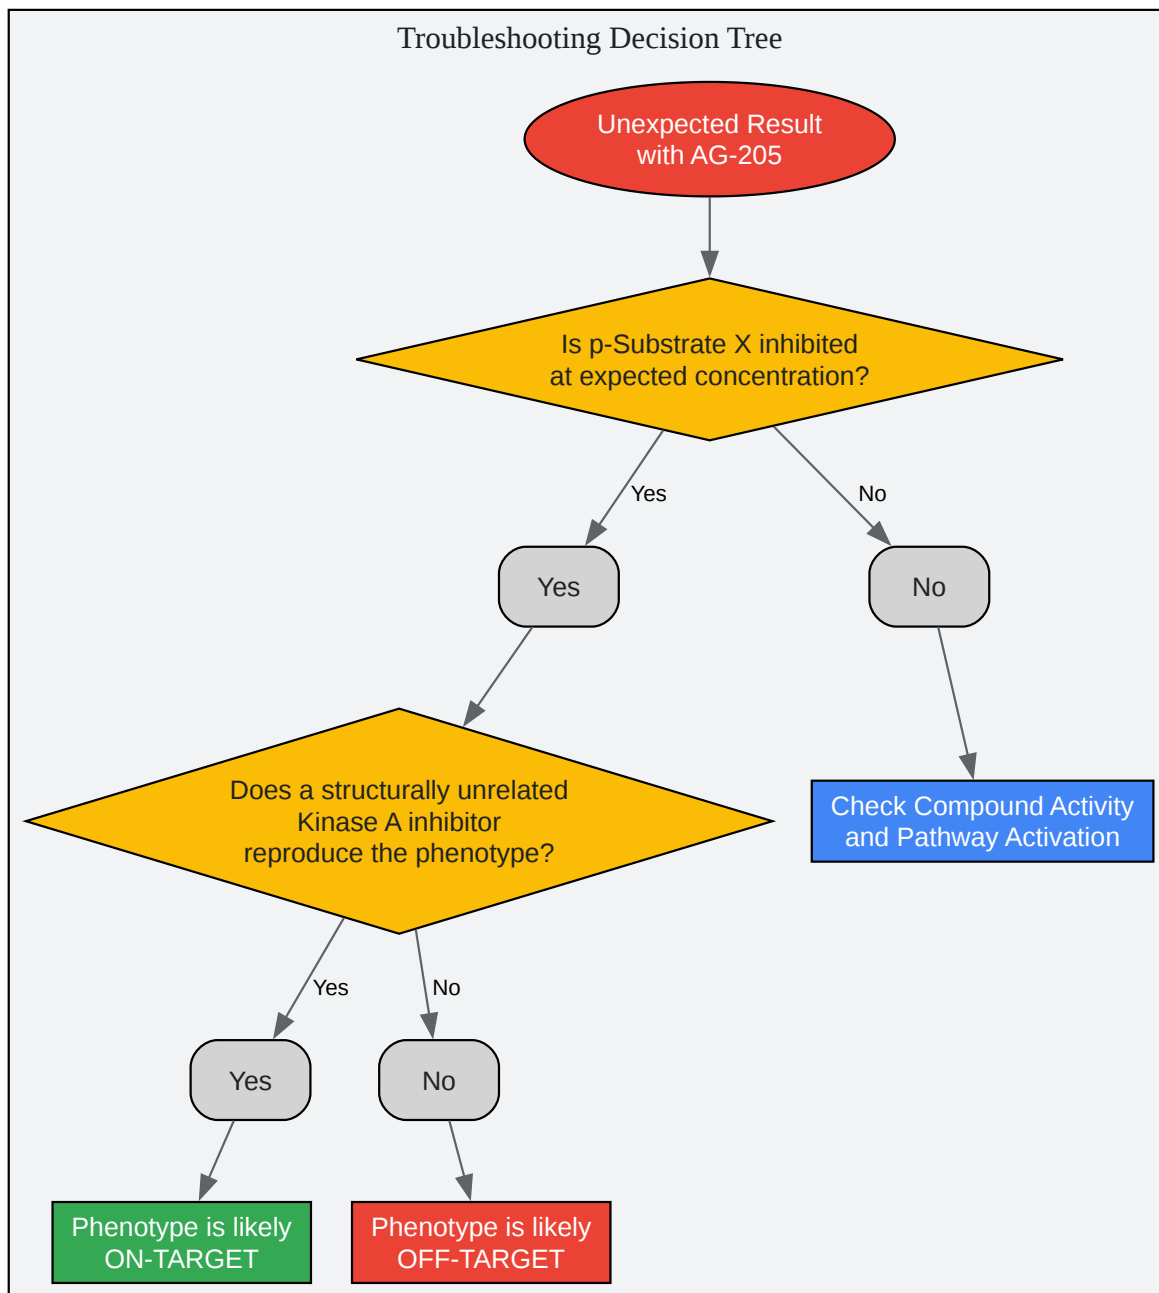 Troubleshooting Decision Tree
Unexpected Result
with AG-205
Is p-Substrate X inhibited
at expected concentration?
Yes
No
Yes
No
Does a structurally unrelated
Kinase A inhibitor
reproduce the phenotype?
Check Compound Activity
and Pathway Activation
Yes
No
Yes
No
Phenotype is likely
ON-TARGET
Phenotype is likely
OFF-TARGET